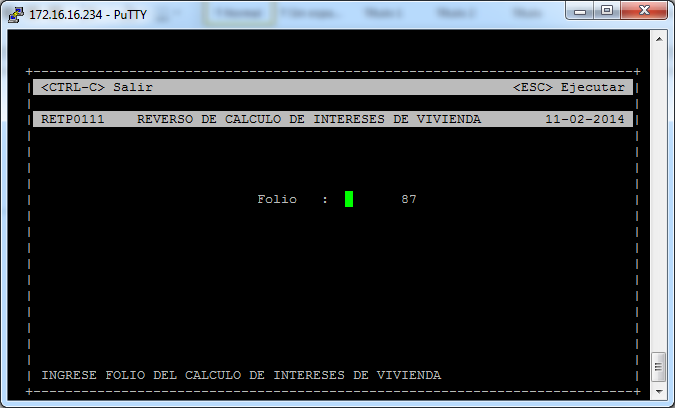 172.16.16.234 - PuTTY
<CTRL-C> Salir <ESC> Ejecutar
RETP0111 REVERSO DE CALCULO DE INTERESES DE VIVIENDA 11-02-2014
Folio : 87
INGRESE FOLIO DEL CALCULO DE INTERESES DE VIVIENDA